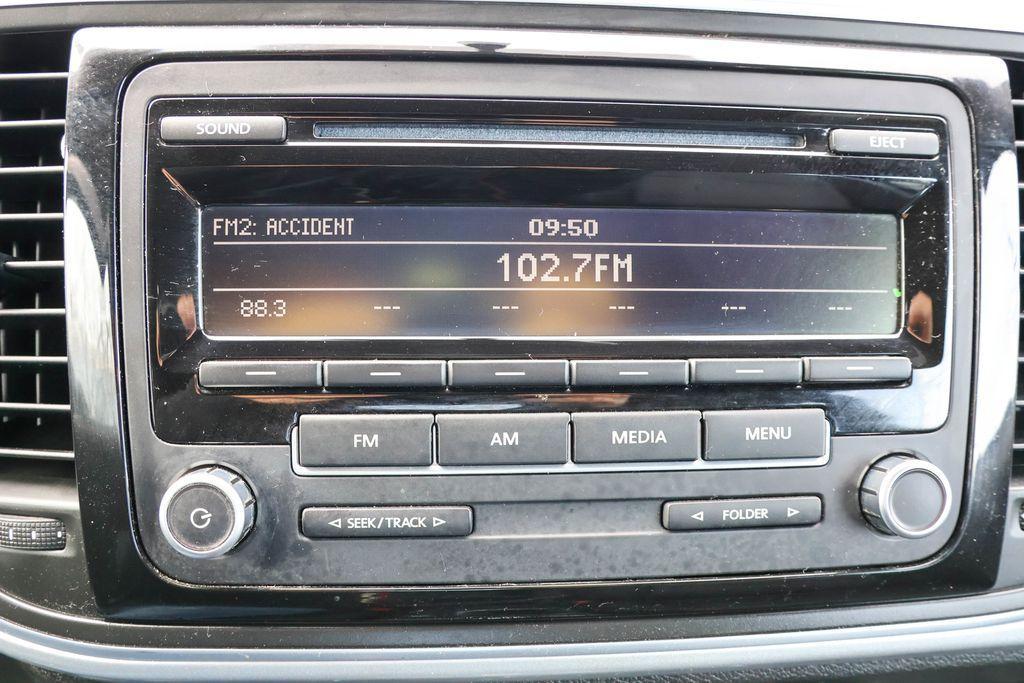 SOUND
EJECT
FM2: ACCIDENT 09:50
102.7FM
88.3 --- --- --- --- ---
FM AM MEDIA MENU
◁ SEEK/TRACK ▷
◁ FOLDER ▷